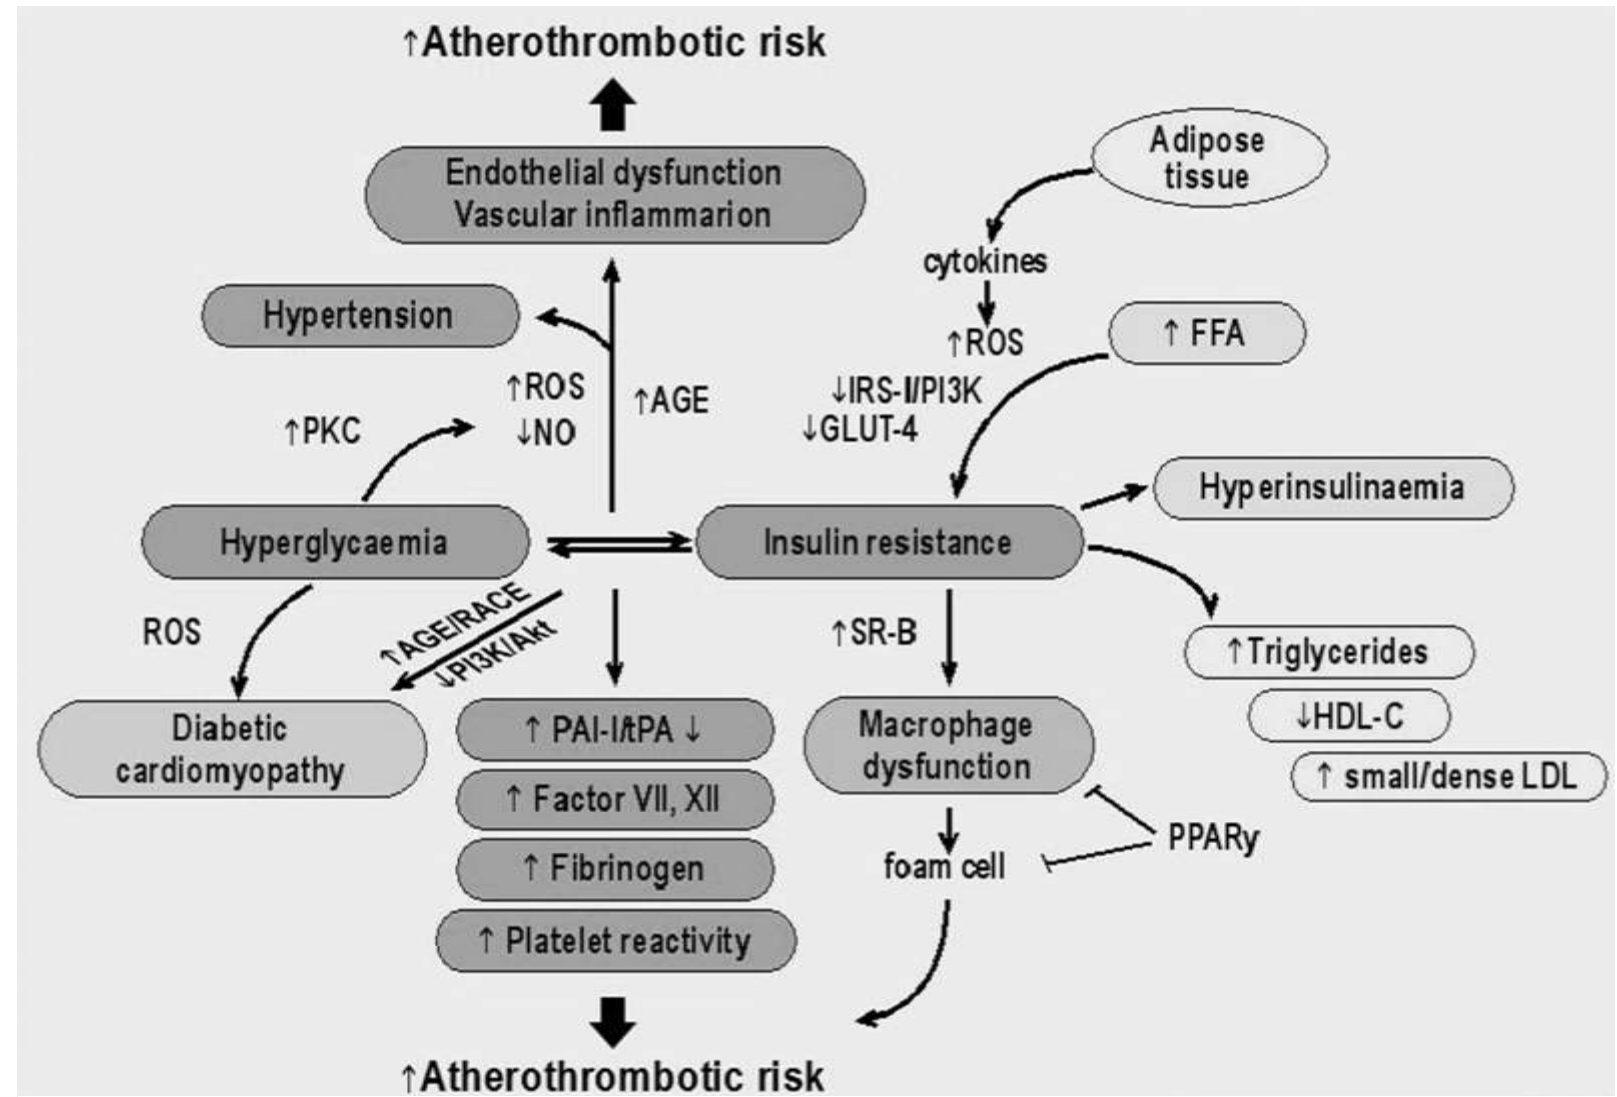 ↑Atherothrombotic risk
Endothelial dysfunction
Vascular inflammarion
Adipose
tissue
cytokines
↑ROS
↑ FFA
↓IRS-I/PI3K
↓GLUT-4
Hypertension
↑ROS
↓NO
↑AGE
↑PKC
Hyperglycaemia
Insulin resistance
Hyperinsulinaemia
ROS
↑AGE/RACE
↓PI3K/Akt
↑SR-B
↑Triglycerides
↓HDL-C
↑ small/dense LDL
Diabetic
cardiomyopathy
↑ PAI-I/tPA ↓
↑ Factor VII, XII
↑ Fibrinogen
↑ Platelet reactivity
Macrophage
dysfunction
foam cell
PPARy
↑Atherothrombotic risk